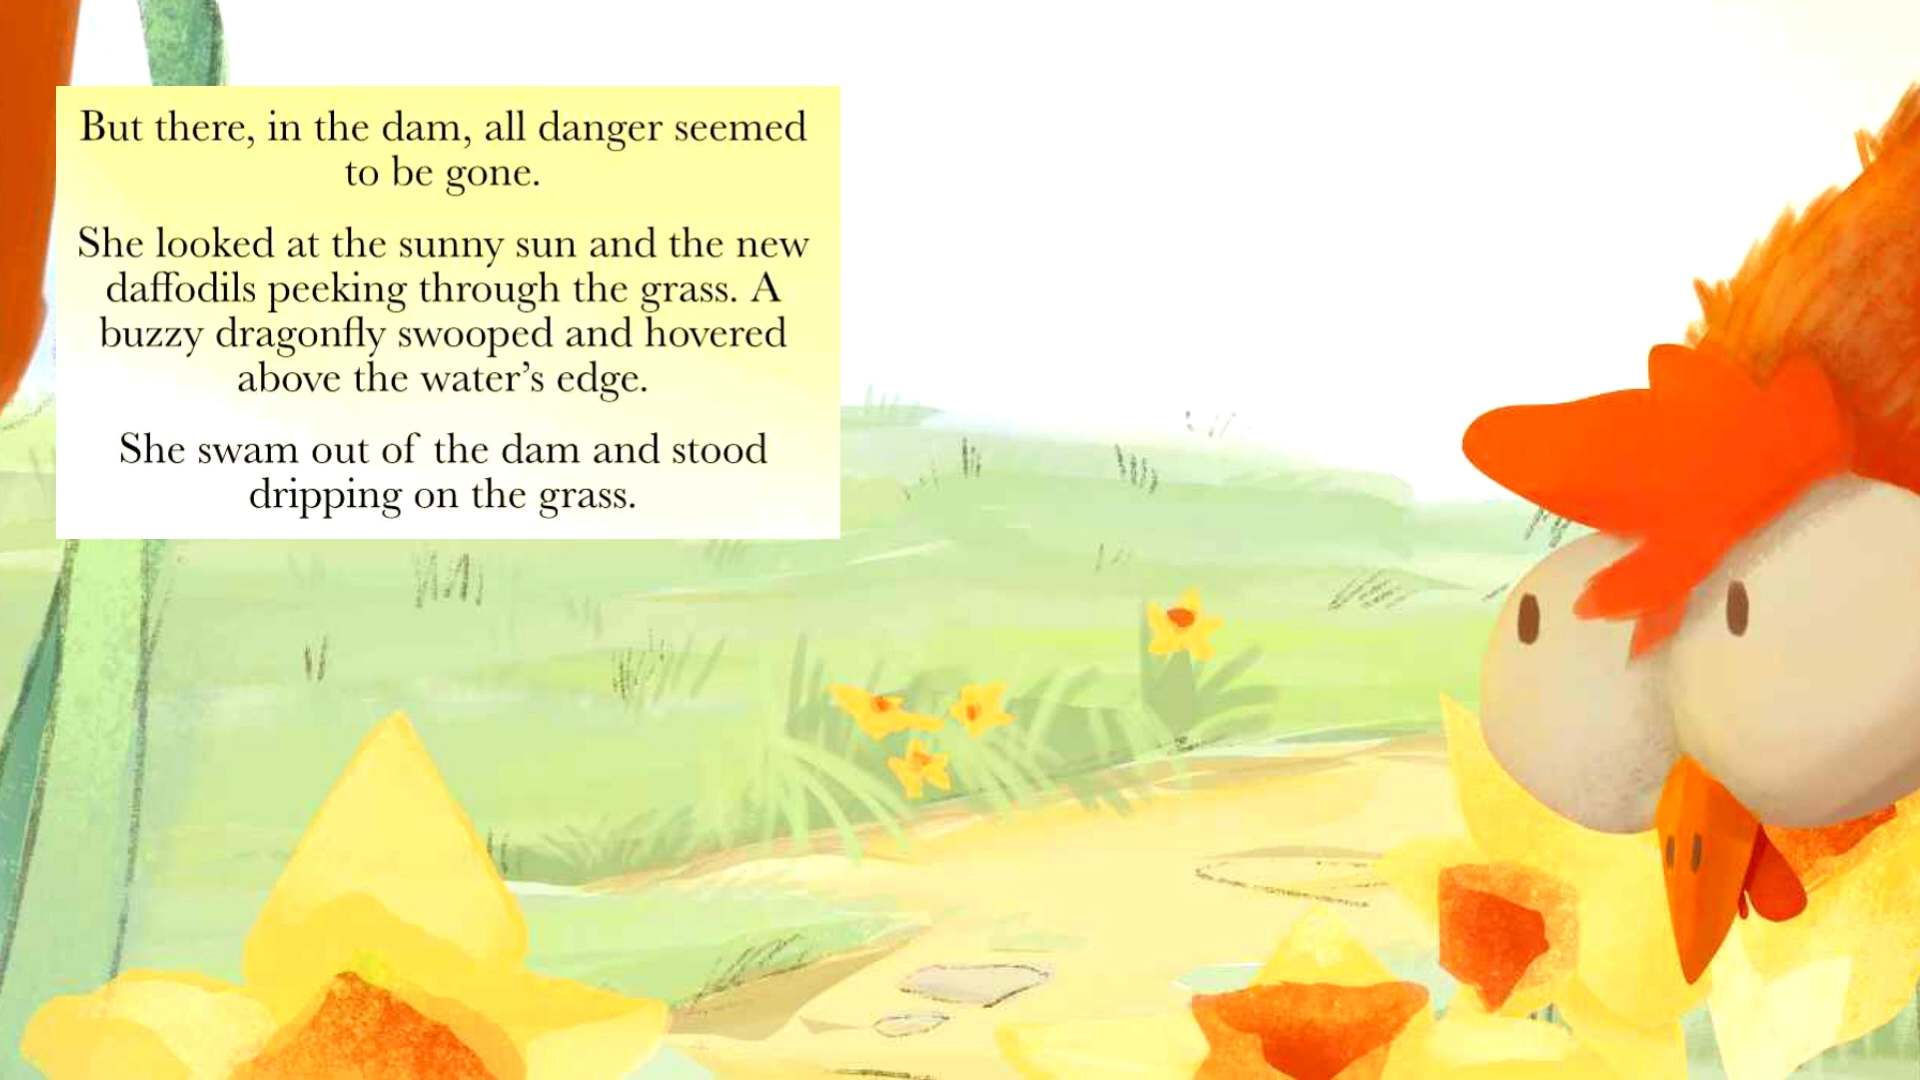 But there, in the dam, all danger seemed
to be gone.
She looked at the sunny sun and the new
daffodils peeking through the grass. A
buzzy dragonfly swooped and hovered
above the water’s edge.
She swam out of the dam and stood
dripping on the grass.